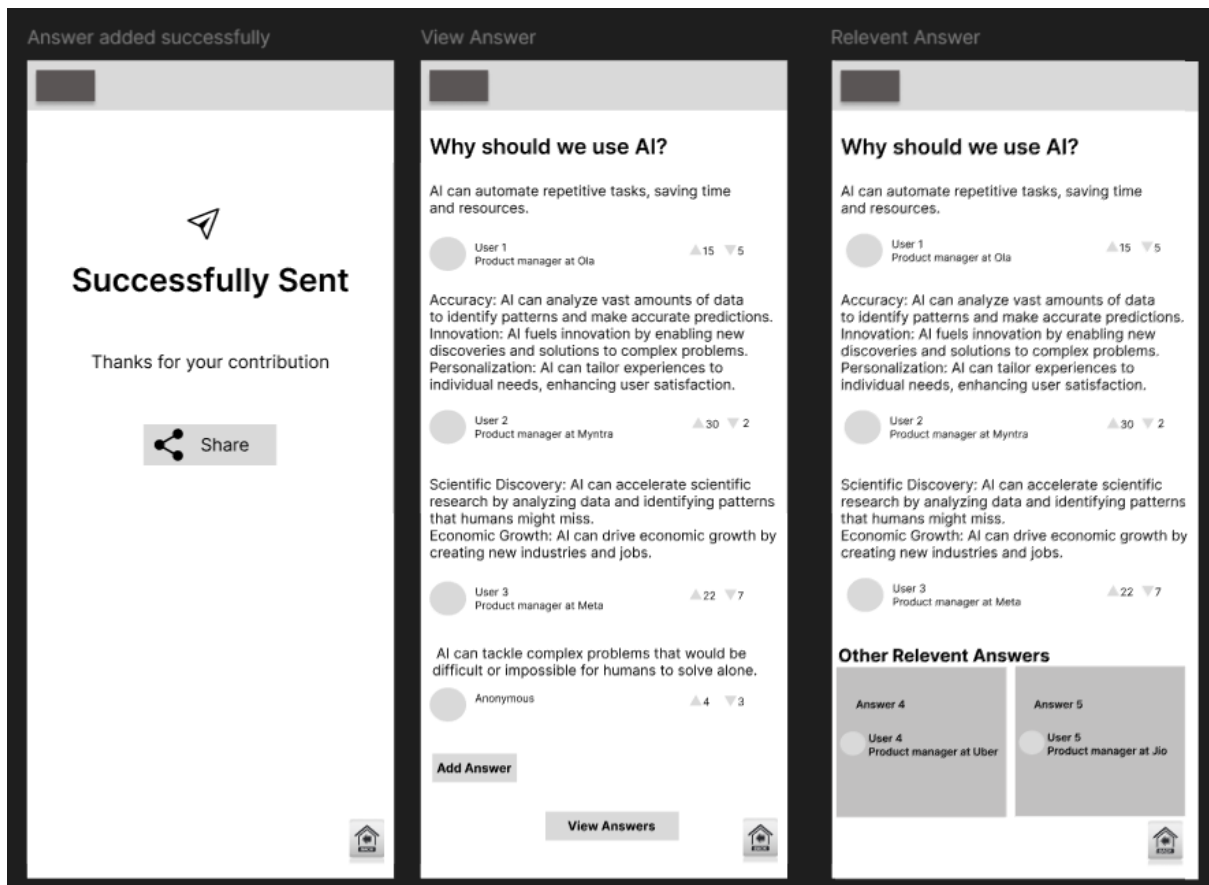 Answer added successfully
Successfully Sent
Thanks for your contribution
Share
BACK
View Answer
Why should we use AI?
AI can automate repetitive tasks, saving time
and resources.
User 1
Product manager at Ola
15 5
Accuracy: AI can analyze vast amounts of data
to identify patterns and make accurate predictions.
Innovation: AI fuels innovation by enabling new
discoveries and solutions to complex problems.
Personalization: AI can tailor experiences to
individual needs, enhancing user satisfaction.
User 2
Product manager at Myntra
30 2
Scientific Discovery: AI can accelerate scientific
research by analyzing data and identifying patterns
that humans might miss.
Economic Growth: AI can drive economic growth by
creating new industries and jobs.
User 3
Product manager at Meta
22 7
AI can tackle complex problems that would be
difficult or impossible for humans to solve alone.
Anonymous
4 3
Add Answer
View Answers
BACK
Relevent Answer
Why should we use AI?
AI can automate repetitive tasks, saving time
and resources.
User 1
Product manager at Ola
15 5
Accuracy: AI can analyze vast amounts of data
to identify patterns and make accurate predictions.
Innovation: AI fuels innovation by enabling new
discoveries and solutions to complex problems.
Personalization: AI can tailor experiences to
individual needs, enhancing user satisfaction.
User 2
Product manager at Myntra
30 2
Scientific Discovery: AI can accelerate scientific
research by analyzing data and identifying patterns
that humans might miss.
Economic Growth: AI can drive economic growth by
creating new industries and jobs.
User 3
Product manager at Meta
22 7
Other Relevent Answers
Answer 4
User 4
Product manager at Uber
Answer 5
User 5
Product manager at Jio
BACK